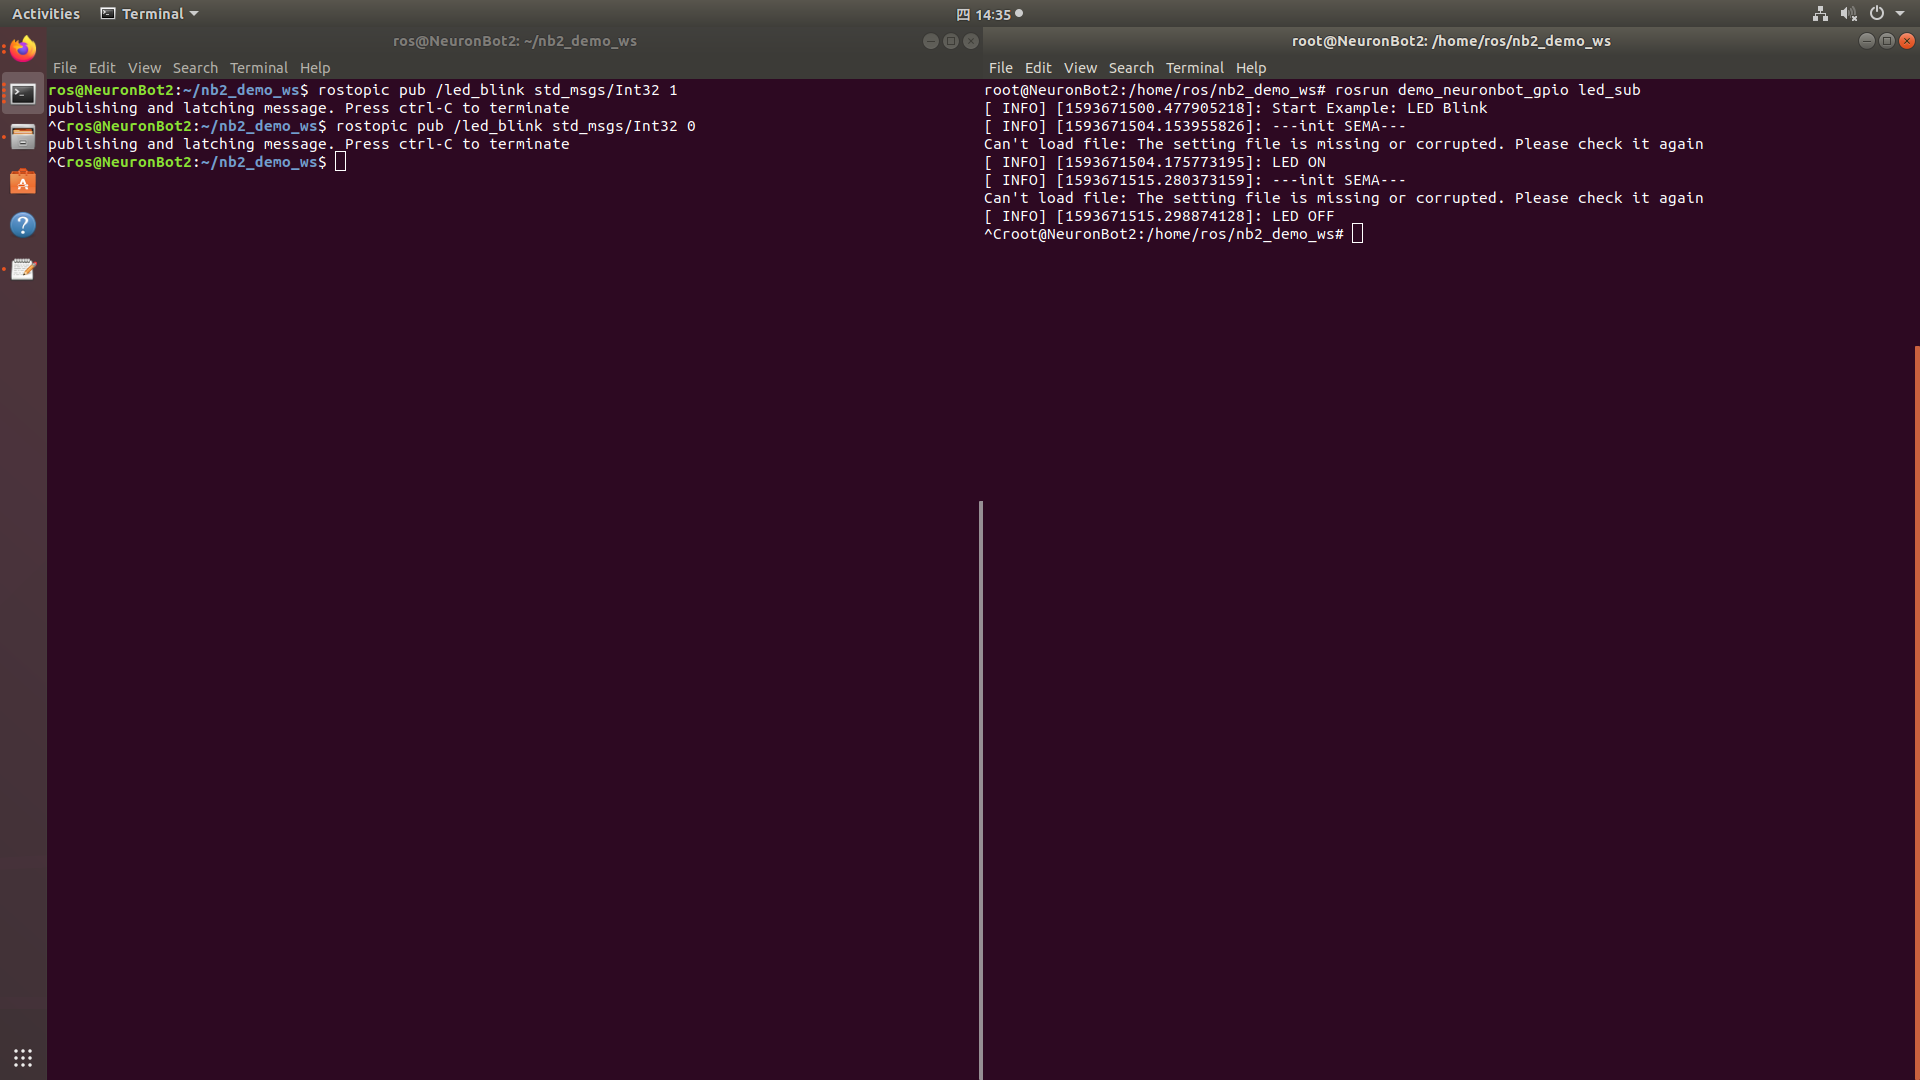 Activities Terminal 四 14:35
ros@NeuronBot2: ~/nb2_demo_ws
File Edit View Search Terminal Help
ros@NeuronBot2:~/nb2_demo_ws$ rostopic pub /led_blink std_msgs/Int32 1
publishing and latching message. Press ctrl-C to terminate
^Cros@NeuronBot2:~/nb2_demo_ws$ rostopic pub /led_blink std_msgs/Int32 0
publishing and latching message. Press ctrl-C to terminate
^Cros@NeuronBot2:~/nb2_demo_ws$
root@NeuronBot2: /home/ros/nb2_demo_ws
File Edit View Search Terminal Help
root@NeuronBot2:/home/ros/nb2_demo_ws# rosrun demo_neuronbot_gpio led_sub
[ INFO] [1593671500.477905218]: Start Example: LED Blink
[ INFO] [1593671504.153955826]: ---init SEMA---
Can't load file: The setting file is missing or corrupted. Please check it again
[ INFO] [1593671504.175773195]: LED ON
[ INFO] [1593671515.280373159]: ---init SEMA---
Can't load file: The setting file is missing or corrupted. Please check it again
[ INFO] [1593671515.298874128]: LED OFF
^Croot@NeuronBot2:/home/ros/nb2_demo_ws#